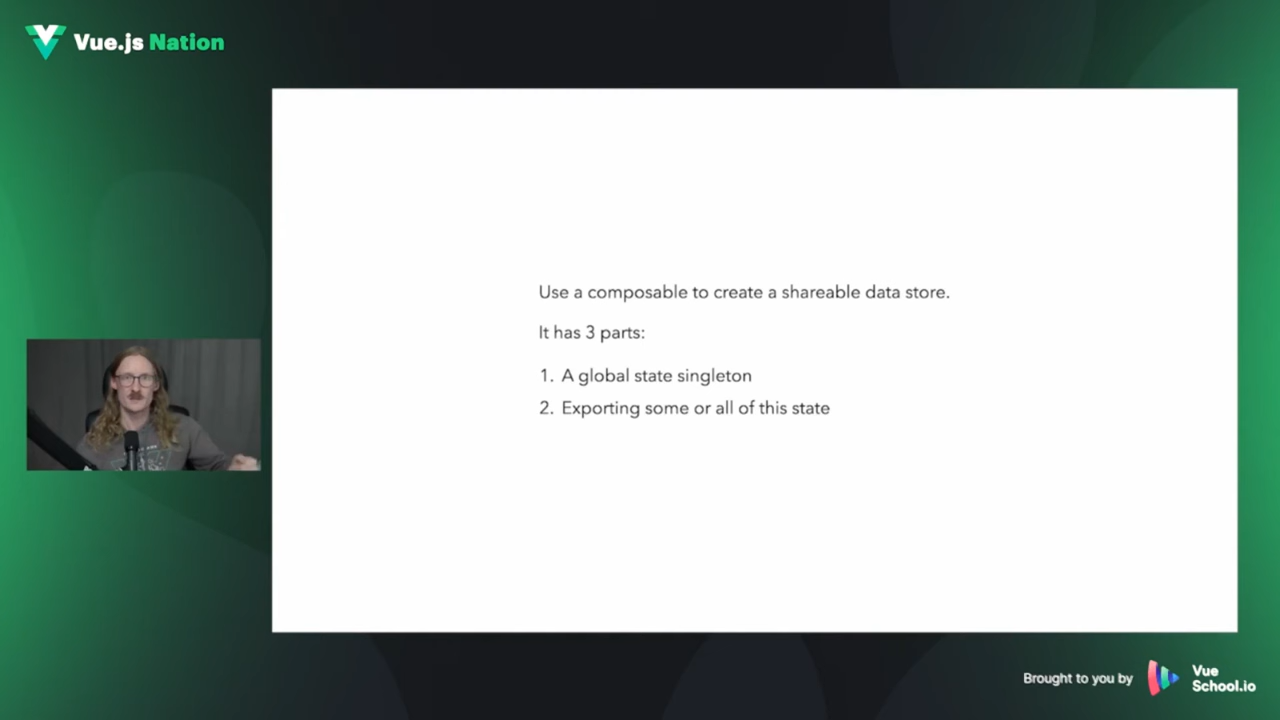 Vue.js Nation
Use a composable to create a shareable data store.
It has 3 parts:
1. A global state singleton
2. Exporting some or all of this state
Brought to you by
Vue
School.io